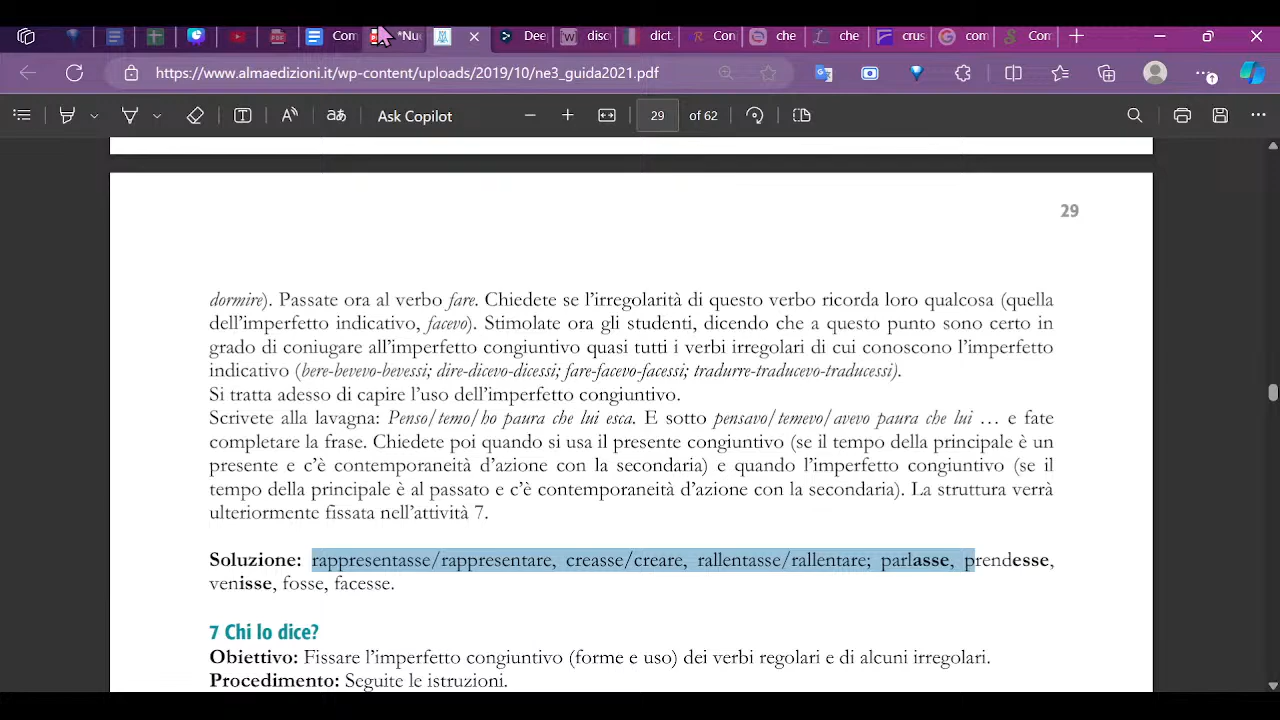 Com
*Nu
Dee
disc
dict.
Con
che
che
crus
com
Com
https://www.almaedizioni.it/wp-content/uploads/2019/10/ne3_guida2021.pdf
Ask Copilot
29 of 62
29
dormire). Passate ora al verbo fare. Chiedete se l'irregolarità di questo verbo ricorda loro qualcosa (quella
dell'imperfetto indicativo, facevo). Stimolate ora gli studenti, dicendo che a questo punto sono certo in
grado di coniugare all'imperfetto congiuntivo quasi tutti i verbi irregolari di cui conoscono l'imperfetto
indicativo (bere-bevevo-bevessi; dire-dicevo-dicessi; fare-facevo-facessi; tradurre-traducevo-traducessi).
Si tratta adesso di capire l'uso dell'imperfetto congiuntivo.
Scrivete alla lavagna: Penso/temo/ho paura che lui esca. E sotto pensavo/temevo/avevo paura che lui … e fate
completare la frase. Chiedete poi quando si usa il presente congiuntivo (se il tempo della principale è un
presente e c'è contemporaneità d'azione con la secondaria) e quando l'imperfetto congiuntivo (se il
tempo della principale è al passato e c'è contemporaneità d'azione con la secondaria). La struttura verrà
ulteriormente fissata nell'attività 7.
Soluzione: rappresentasse/rappresentare, creasse/creare, rallentasse/rallentare; parlasse, prendesse,
venisse, fosse, facesse.
7 Chi lo dice?
Obiettivo: Fissare l'imperfetto congiuntivo (forme e uso) dei verbi regolari e di alcuni irregolari.
Procedimento: Seguite le istruzioni.